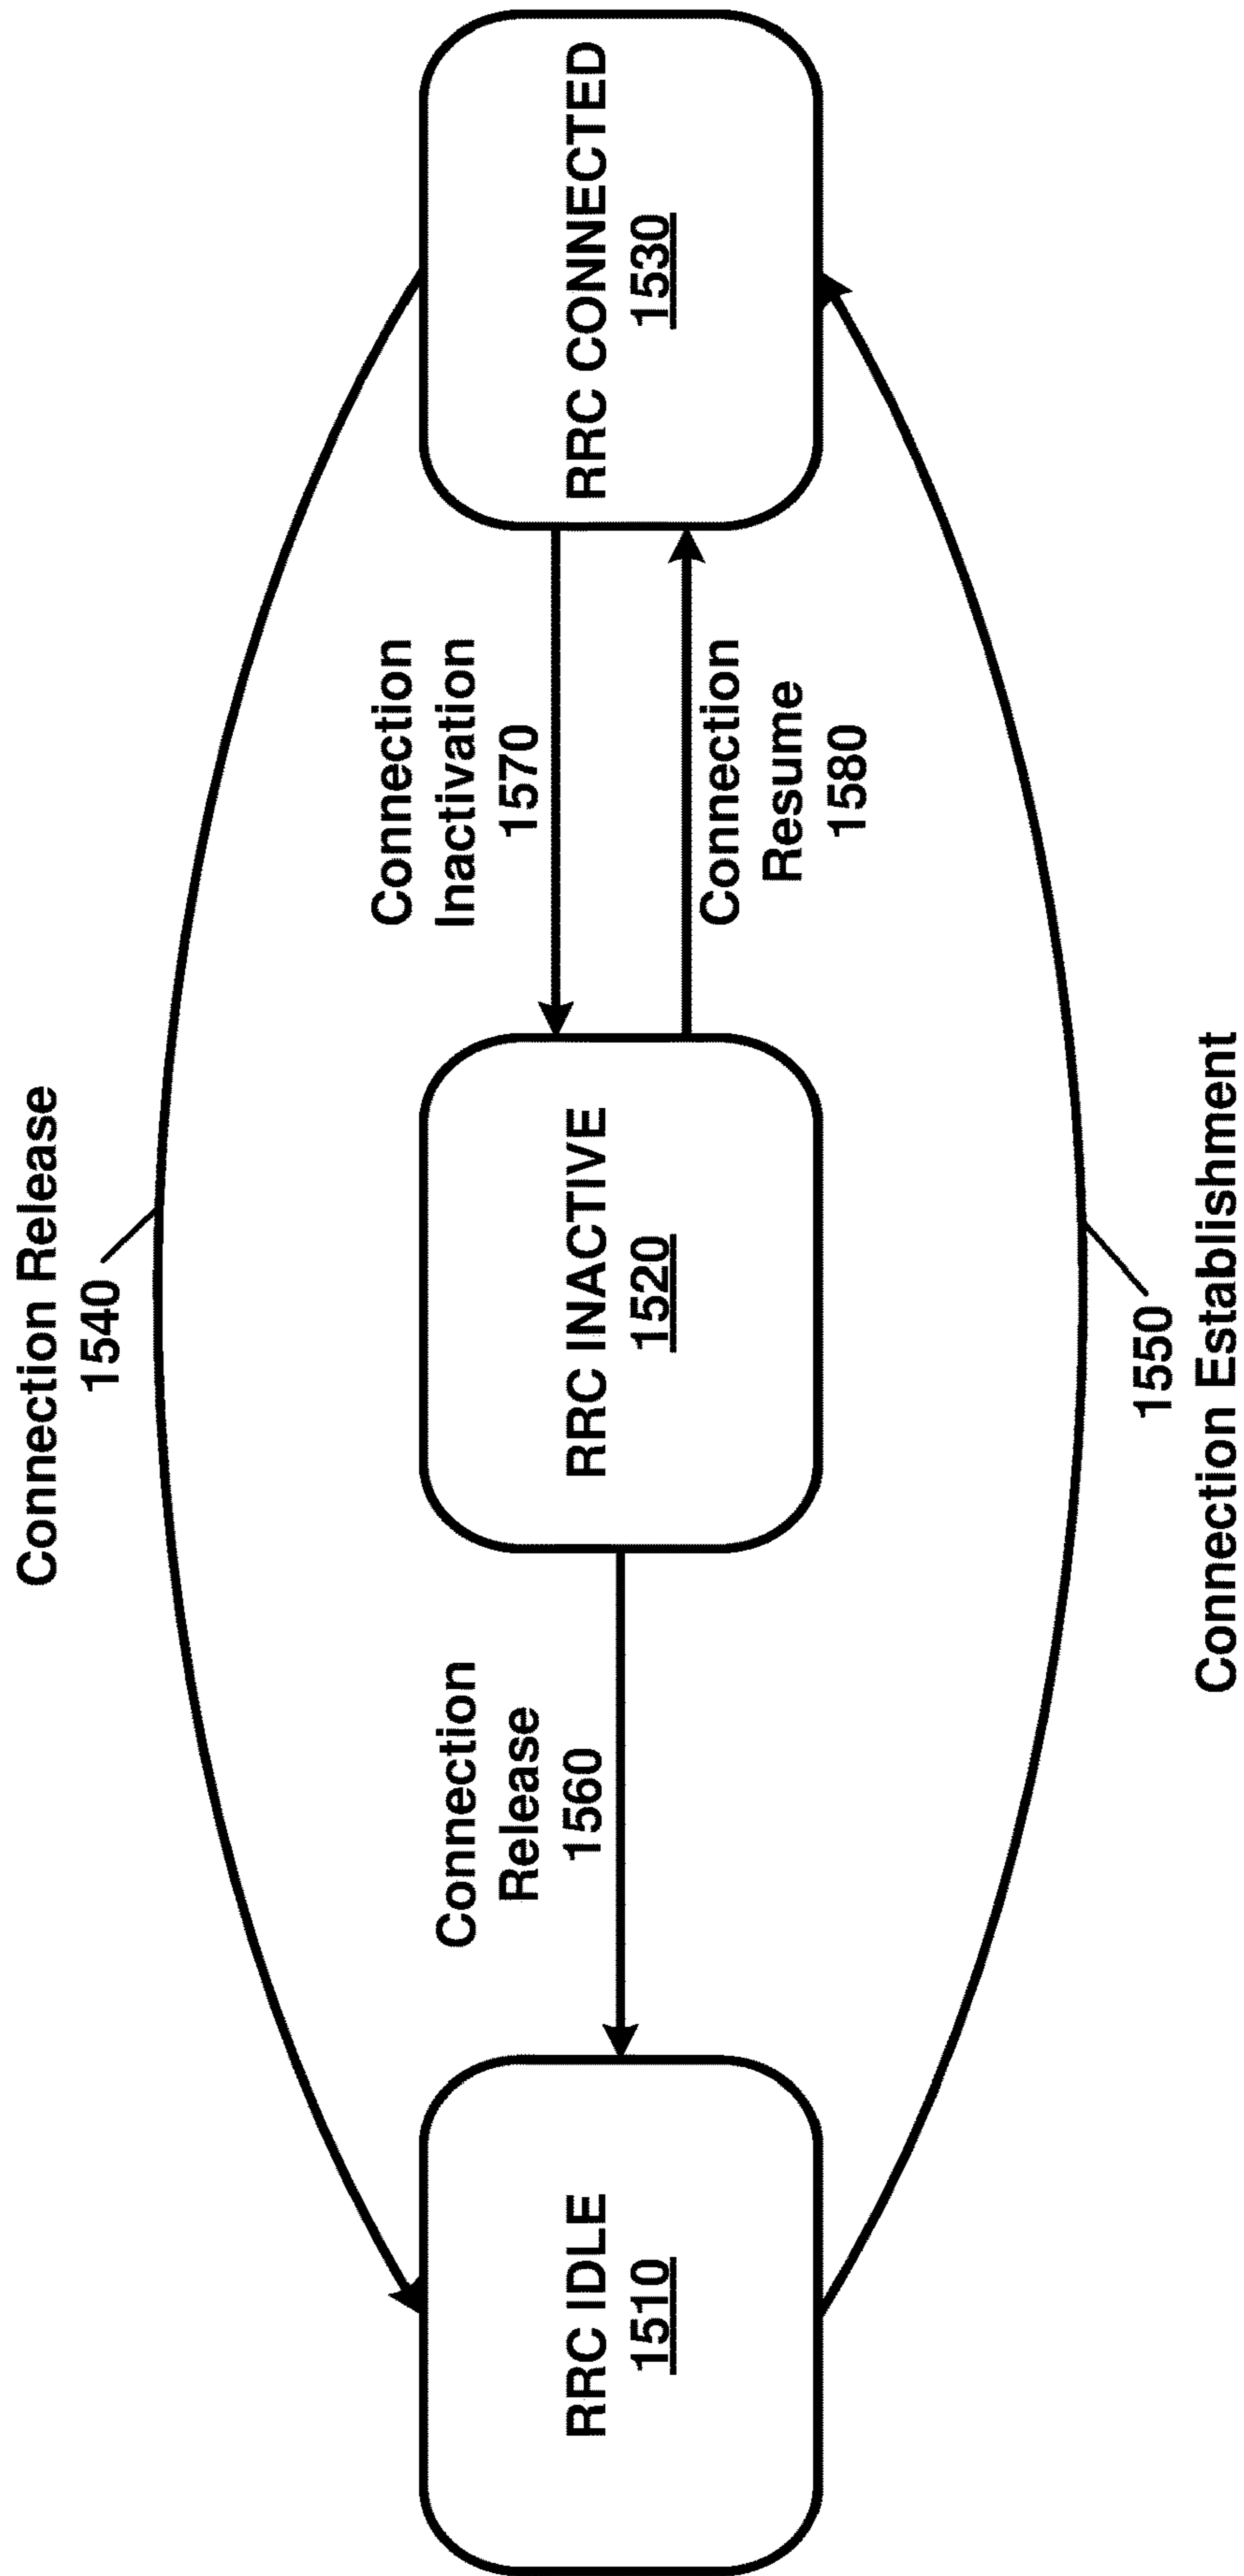 Connection Release
1540
RRC IDLE
1510
Connection
Release
1560
RRC INACTIVE
1520
Connection
Inactivation
1570
Connection
Resume
1580
RRC CONNECTED
1530
1550
Connection Establishment